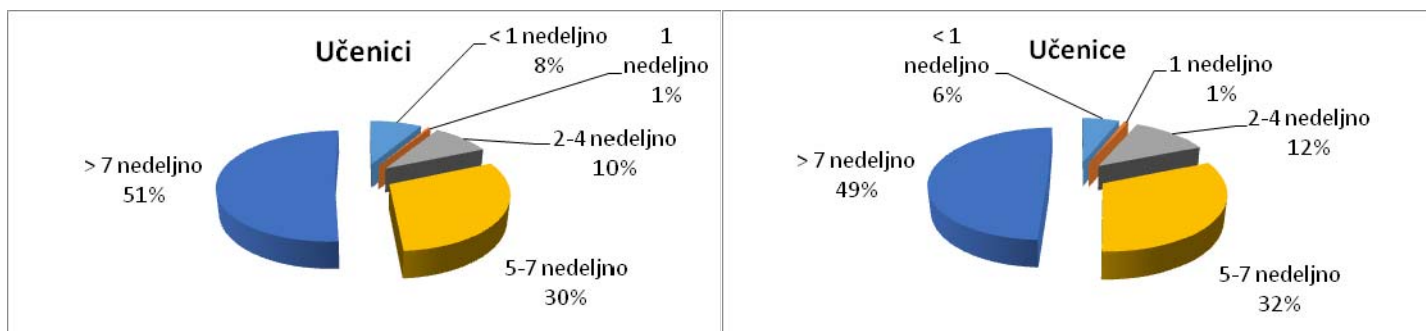 Učenici
< 1 nedeljno
8%
1
nedeljno
1%
2-4 nedeljno
10%
5-7 nedeljno
30%
> 7 nedeljno
51%
Učenice
< 1
nedeljno
6%
1 nedeljno
1%
2-4 nedeljno
12%
5-7 nedeljno
32%
> 7 nedeljno
49%